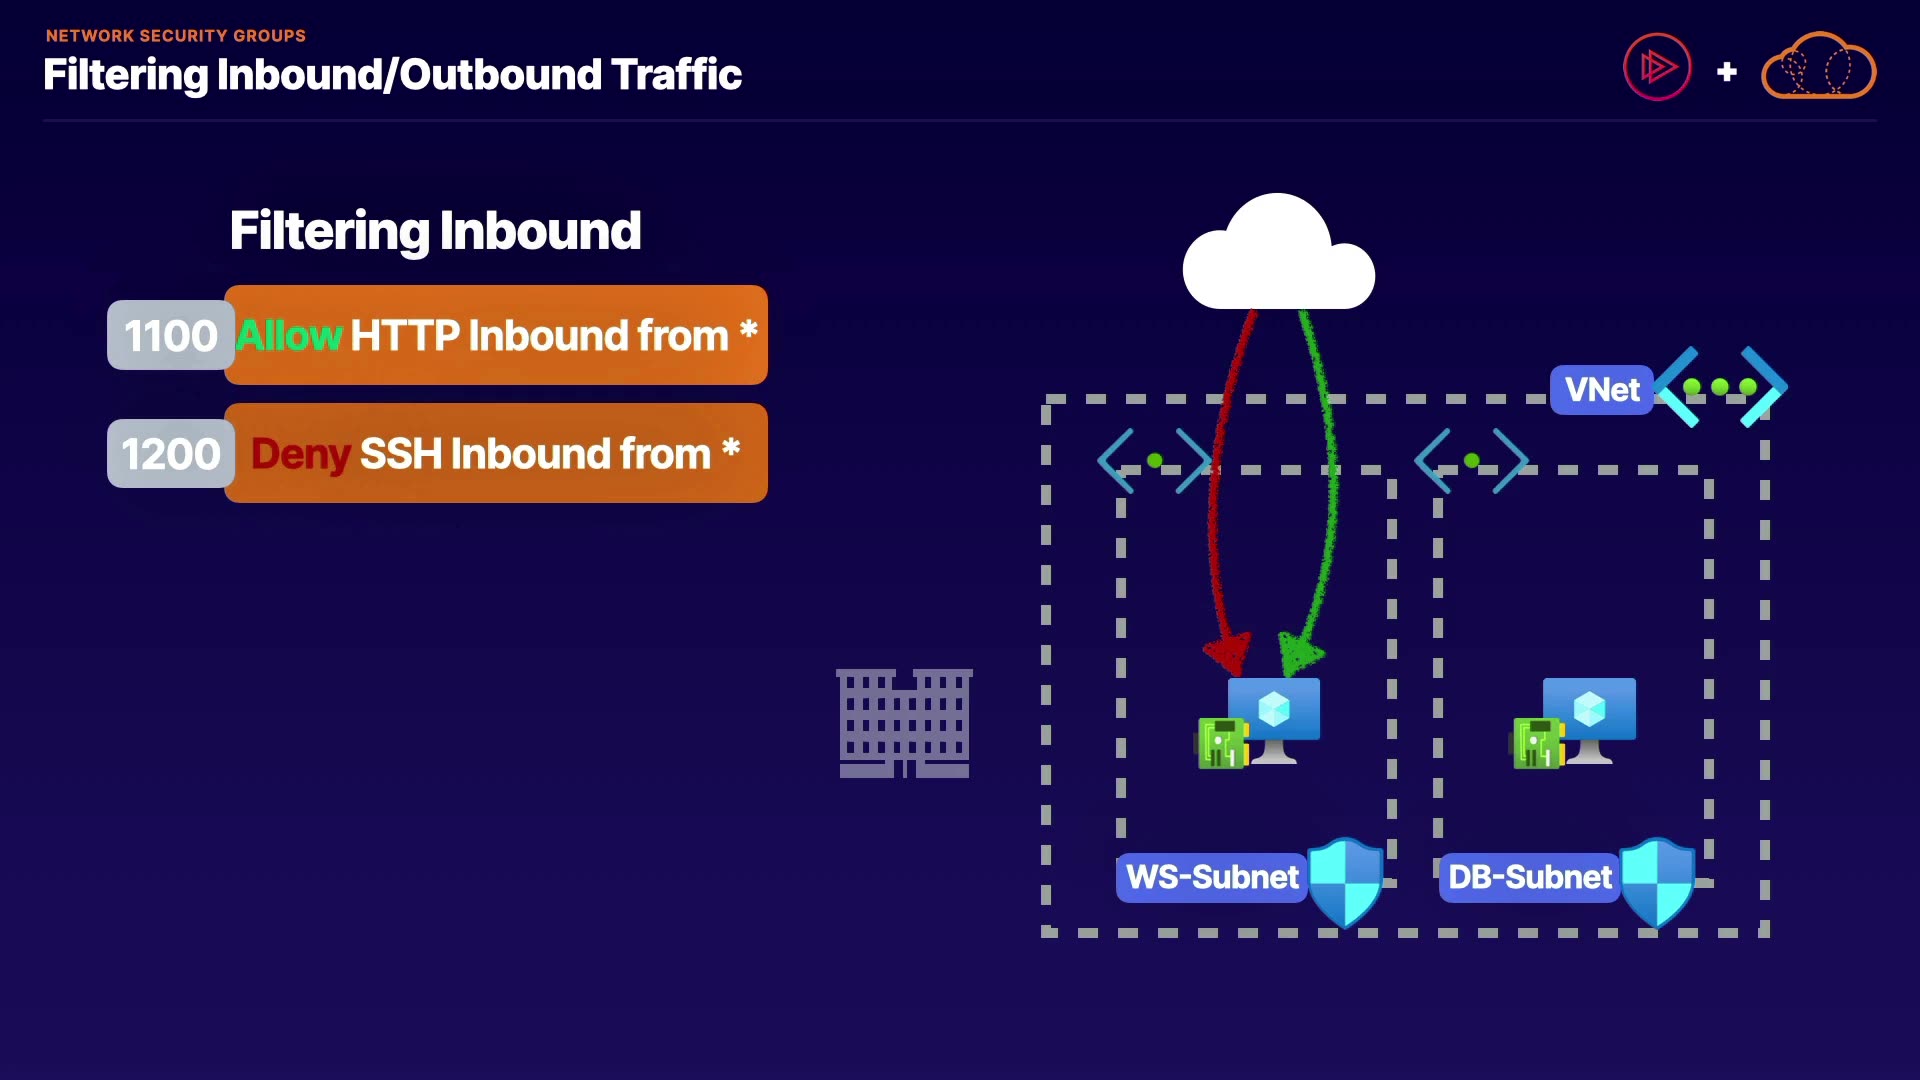 NETWORK SECURITY GROUPS
Filtering Inbound/Outbound Traffic
+
Filtering Inbound
1100 Allow HTTP Inbound from *
1200 Deny SSH Inbound from *
VNet
WS-Subnet
DB-Subnet